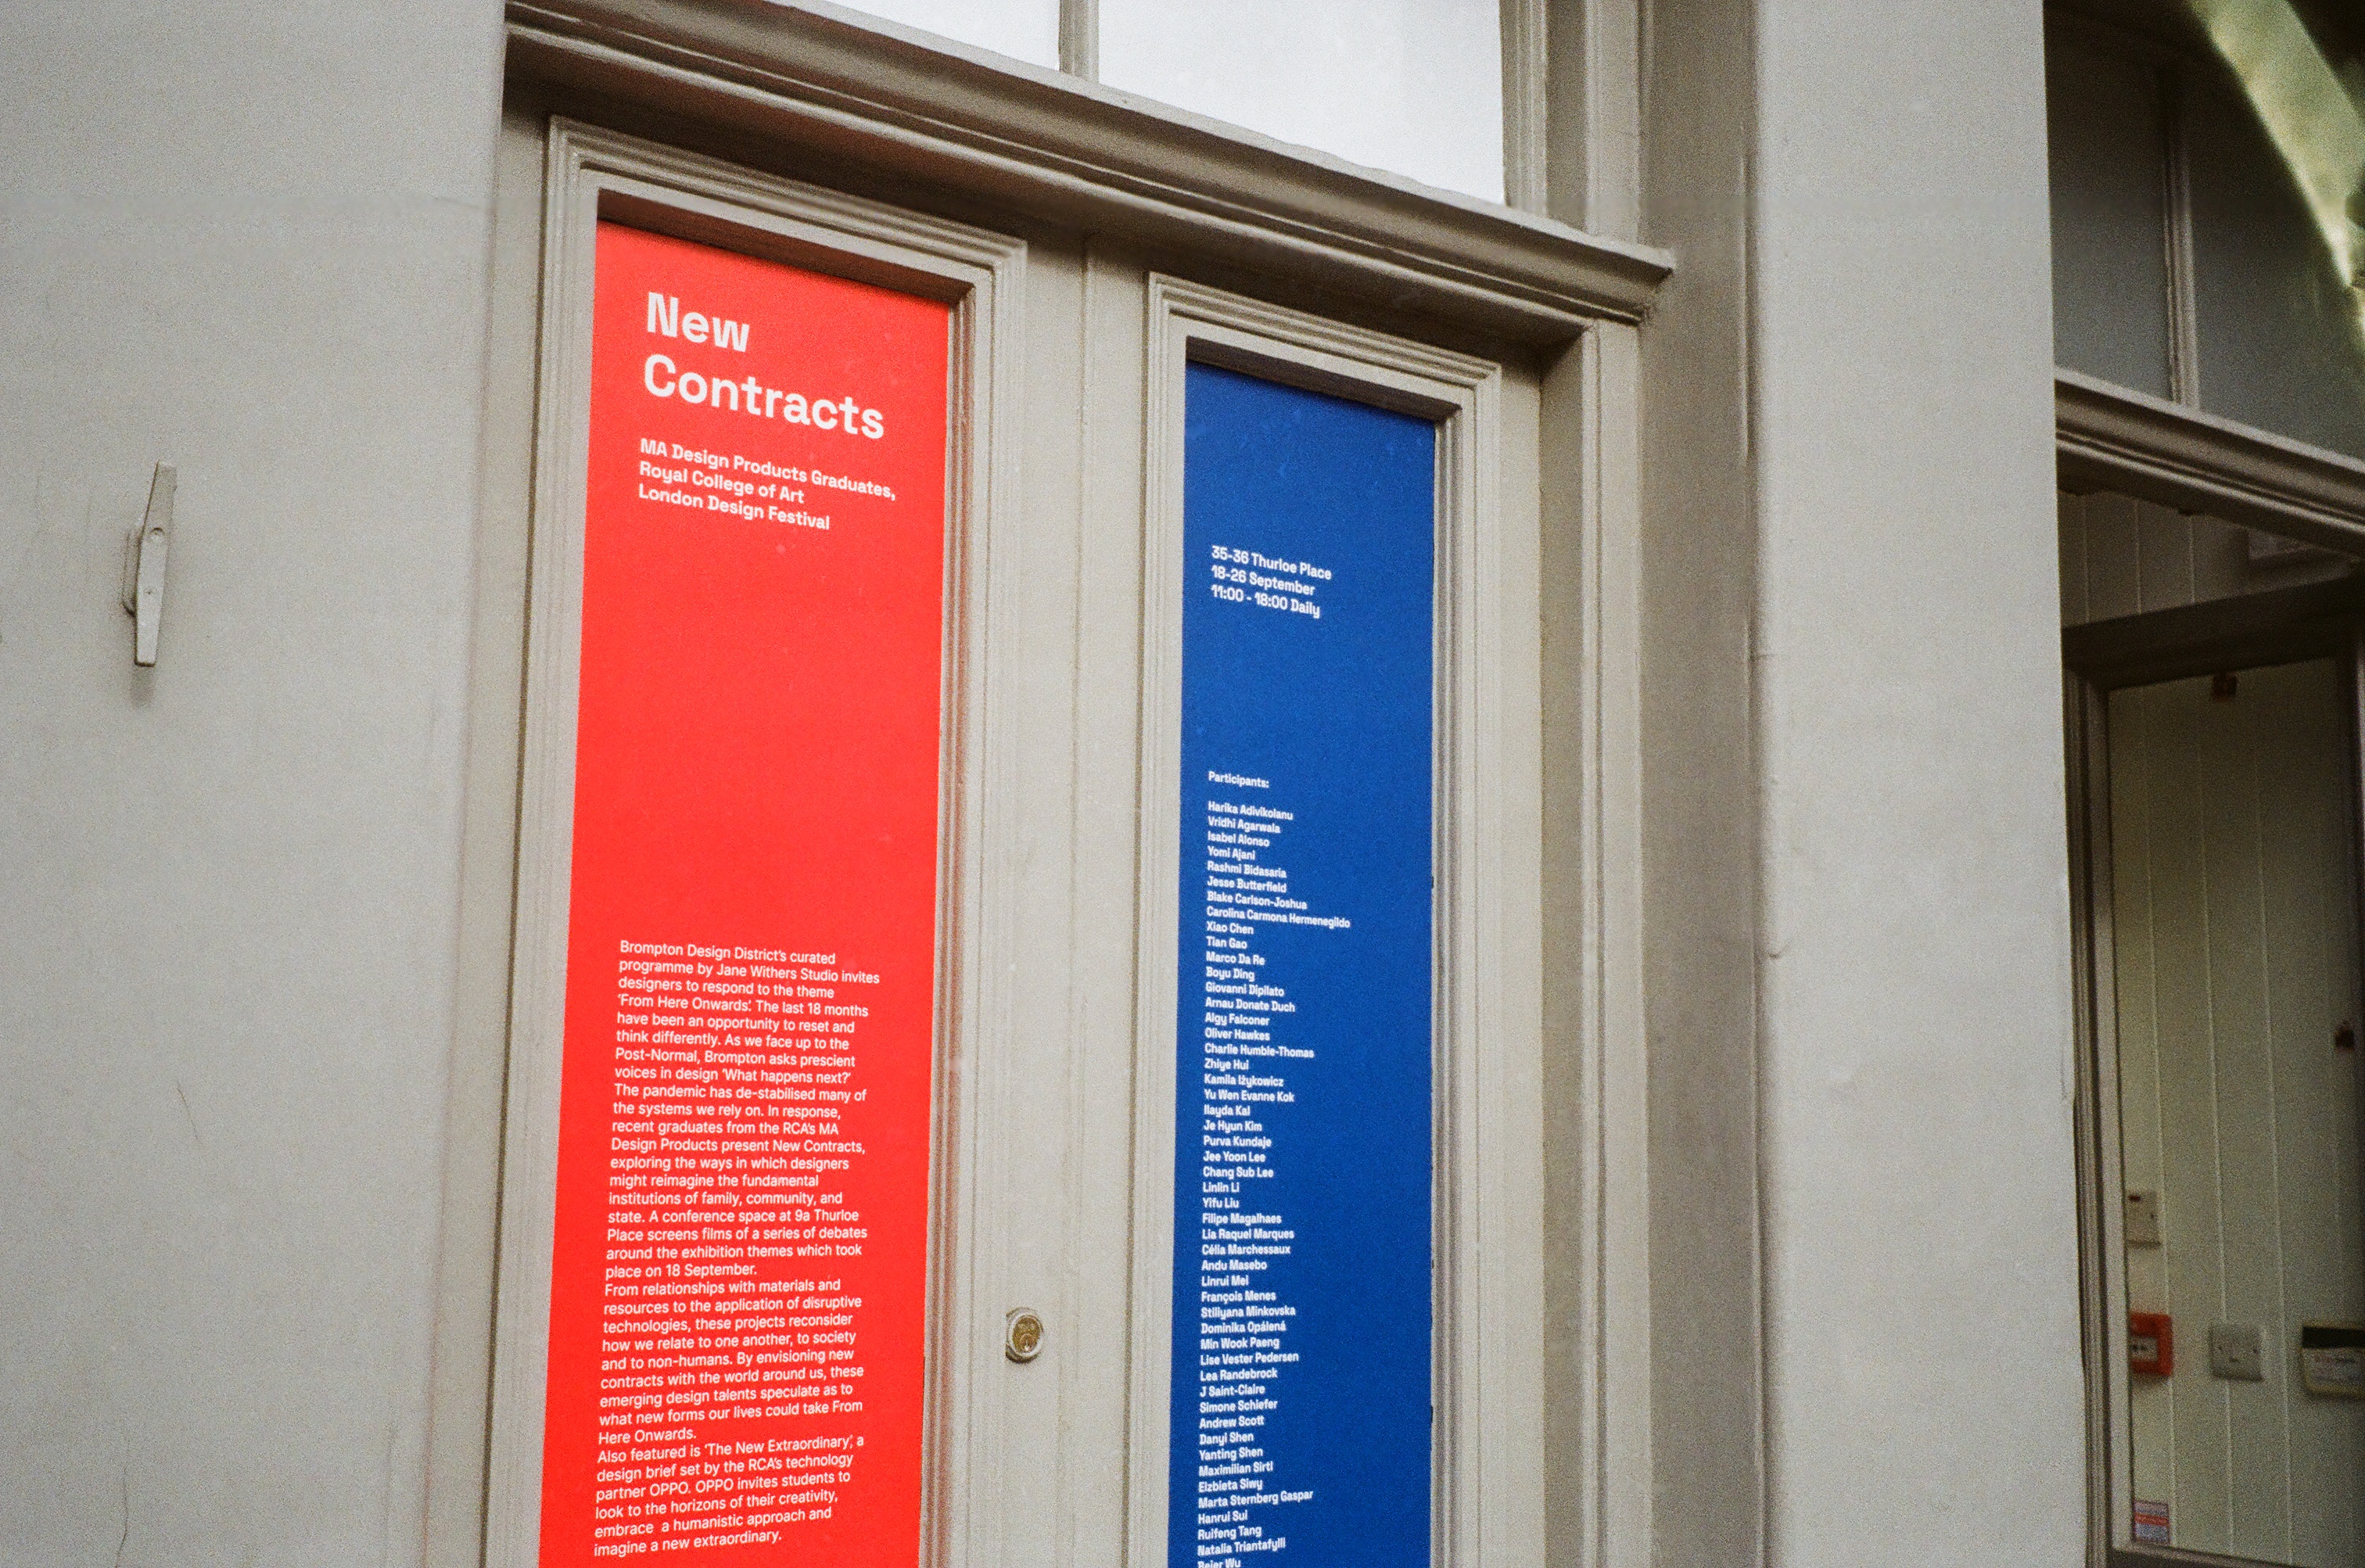 New
Contracts
MA Design Products Graduates,
Royal College of Art
London Design Festival
Brompton Design District's curated
programme by Jane Withers Studio invites
designers to respond to the theme
'From Here Onwards'. The last 18 months
have been an opportunity to reset and
think differently. As we face up to the
Post-Normal, Brompton asks prescient
voices in design 'What happens next?'
The pandemic has de-stabilised many of
the systems we rely on. In response,
recent graduates from the RCA's MA
Design Products present New Contracts,
exploring the ways in which designers
might reimagine the fundamental
institutions of family, community, and
state. A conference space at 9a Thurloe
Place screens films of a series of debates
around the exhibition themes which took
place on 18 September.
From relationships with materials and
resources to the application of disruptive
technologies, these projects reconsider
how we relate to one another, to society
and to non-humans. By envisioning new
contracts with the world around us, these
emerging design talents speculate as to
what new forms our lives could take From
Here Onwards.
Also featured is 'The New Extraordinary', a
design brief set by the RCA's technology
partner OPPO. OPPO invites students to
look to the horizons of their creativity,
embrace a humanistic approach and
imagine a new extraordinary.
35-36 Thurloe Place
18-26 September
11:00 - 18:00 Daily
Participants:
Harika Adivikolanu
Vridhi Agarwala
Isabel Alonso
Yomi Ajani
Rashmi Bidasaria
Jesse Butterfield
Blake Carlson-Joshua
Carolina Carmona Hermenegildo
Xiao Chen
Tian Gao
Marco Da Re
Boyu Ding
Giovanni Dipilato
Arnau Donate Duch
Algy Falconer
Oliver Hawkes
Charlie Humble-Thomas
Zhiye Hui
Kamila Iżykowicz
Yu Wen Evanne Kok
Ilayda Kal
Je Hyun Kim
Purva Kundaje
Jee Yoon Lee
Chang Sub Lee
Linlin Li
Yifu Liu
Filipe Magalhaes
Lia Raquel Marques
Célia Marchessaux
Andu Masebo
Linrui Mei
François Menes
Stiliyana Minkovska
Dominika Opálená
Min Wook Paeng
Lise Vester Pedersen
Lea Randebrock
J Saint-Claire
Simone Schiefer
Andrew Scott
Danyi Shen
Yanting Shen
Maximilian Sirtl
Elzbieta Siwy
Marta Sternberg Gaspar
Hanrui Sui
Ruifeng Tang
Natalia Triantafylli
Beier Wu